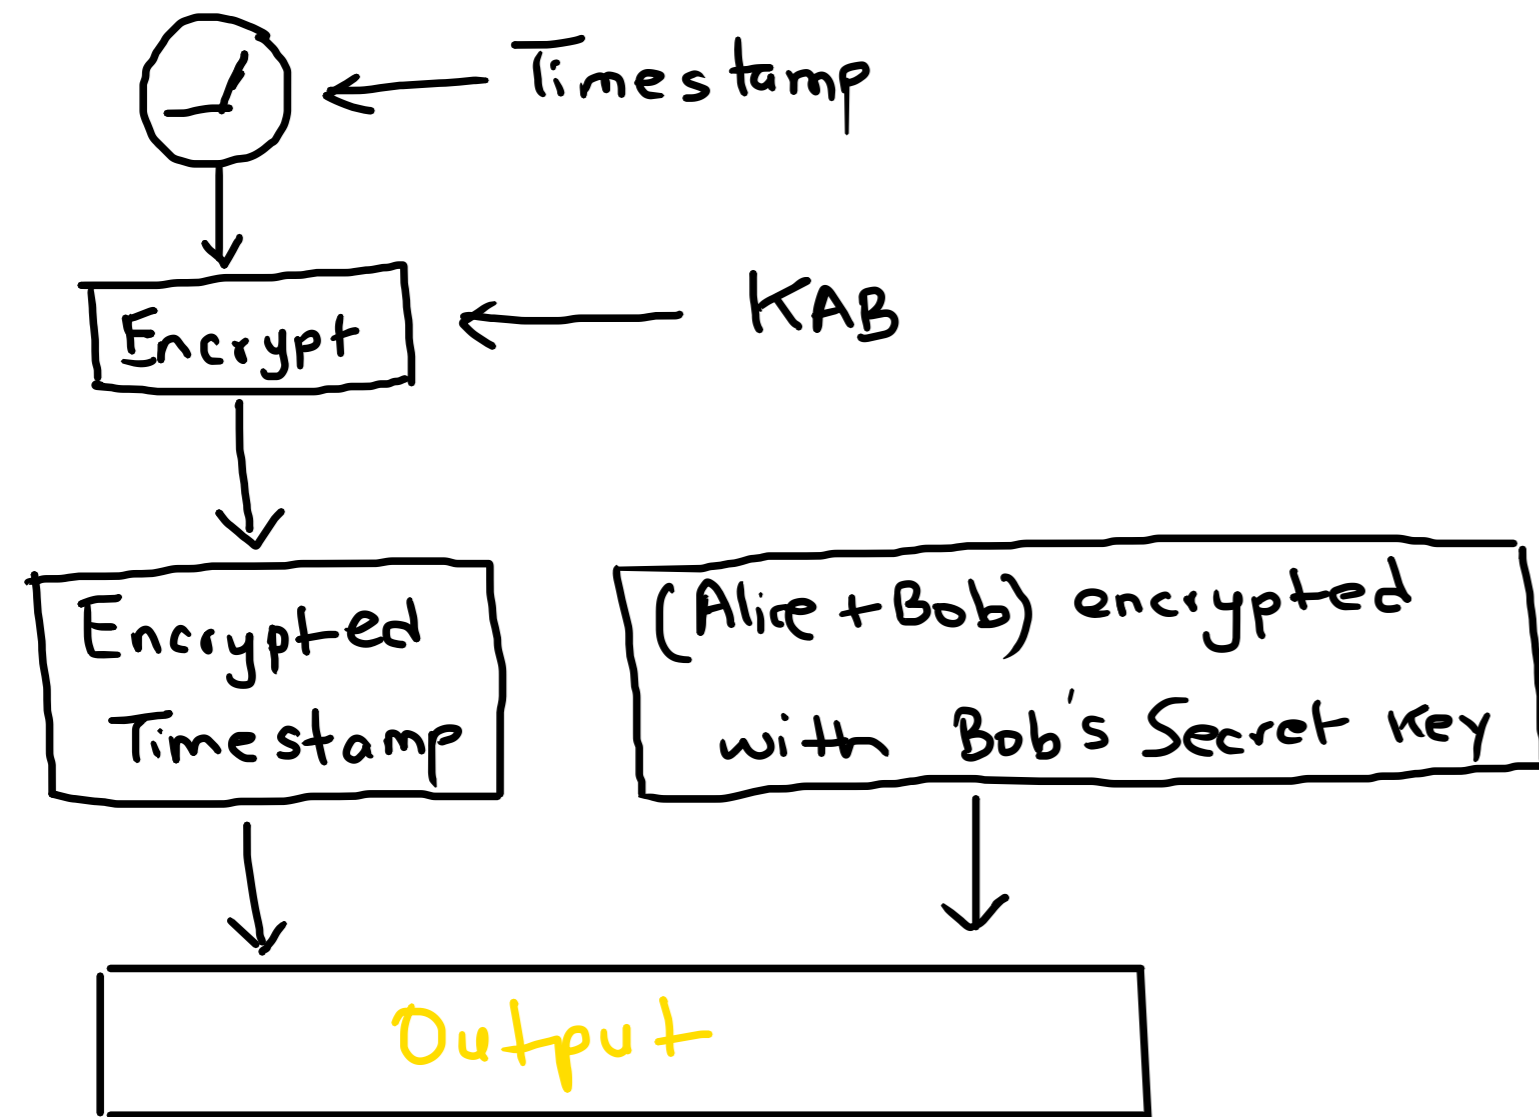 Timestamp
Encrypt
KAB
Encrypted
Timestamp
(Alice + Bob) encrypted
with Bob's Secret Key
Output